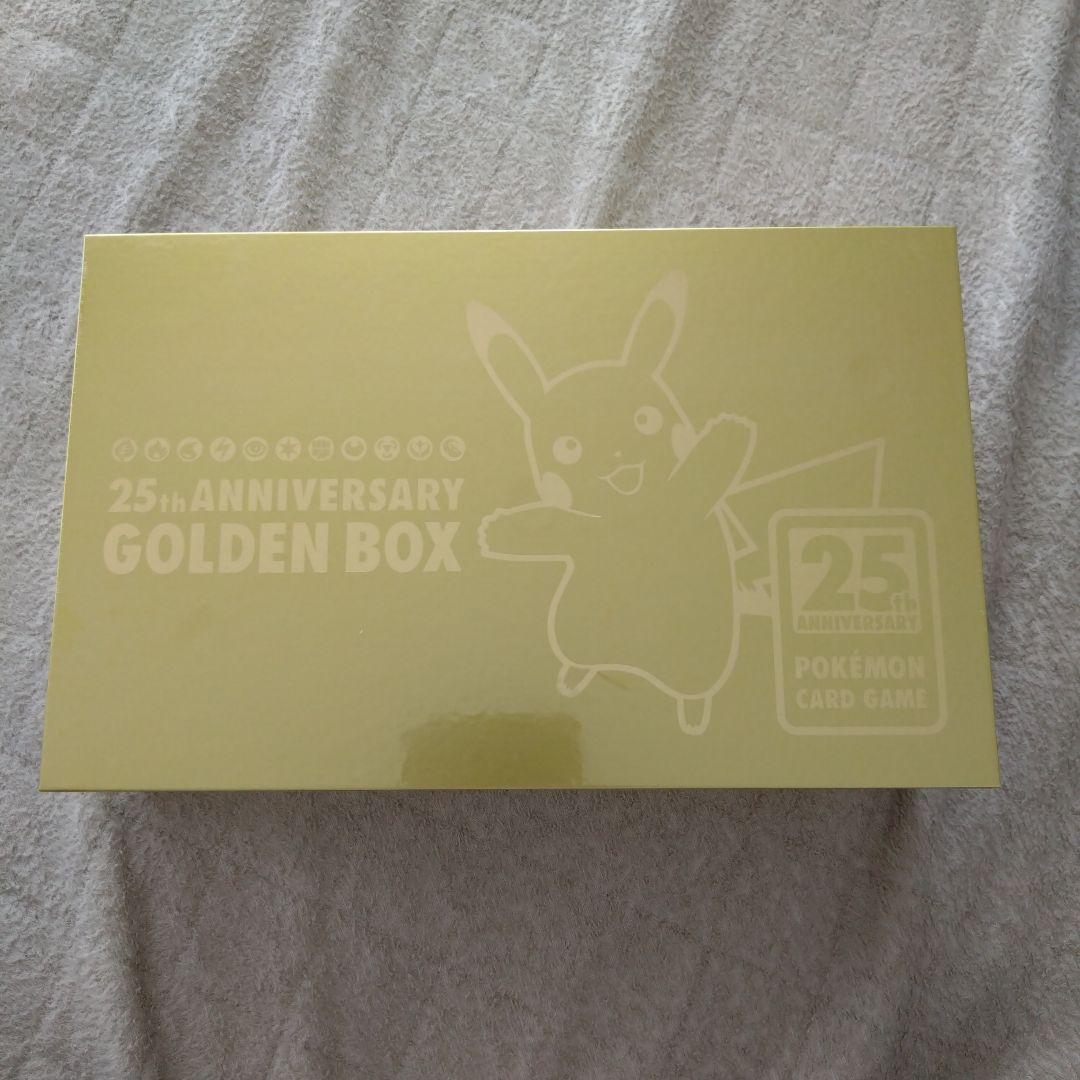 25th ANNIVERSARY
GOLDEN BOX
25th
ANNIVERSARY
POKÉMON
CARD GAME